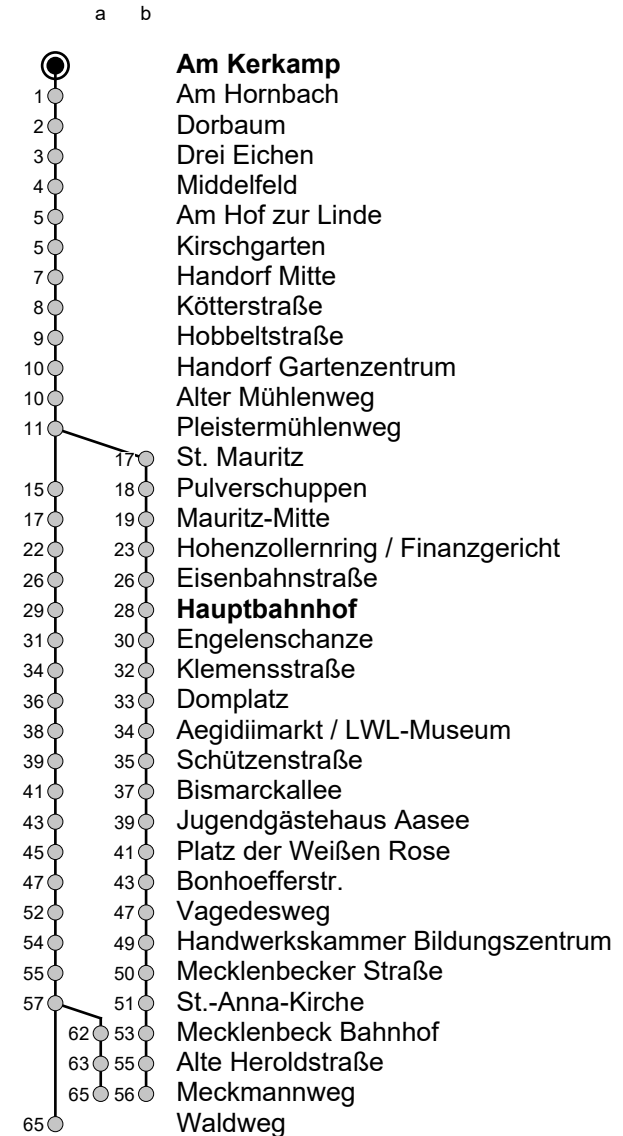 a b
Am Kerkamp
1 Am Hornbach
2 Dorbaum
3 Drei Eichen
4 Middelfeld
5 Am Hof zur Linde
5 Kirschgarten
7 Handorf Mitte
8 Kötterstraße
9 Hobbeltstraße
10 Handorf Gartenzentrum
10 Alter Mühlenweg
11 Pleistermühlenweg
17 St. Mauritz
15 18 Pulverschuppen
17 19 Mauritz-Mitte
22 23 Hohenzollernring / Finanzgericht
26 26 Eisenbahnstraße
29 28 Hauptbahnhof
31 30 Engelenschanze
34 32 Klemensstraße
36 33 Domplatz
38 34 Aegidiimarkt / LWL-Museum
39 35 Schützenstraße
41 37 Bismarckallee
43 39 Jugendgästehaus Aasee
45 41 Platz der Weißen Rose
47 43 Bonhoefferstr.
52 47 Vagedesweg
54 49 Handwerkskammer Bildungszentrum
55 50 Mecklenbecker Straße
57 51 St.-Anna-Kirche
62 53 Mecklenbeck Bahnhof
63 55 Alte Heroldstraße
65 56 Meckmannweg
65 Waldweg